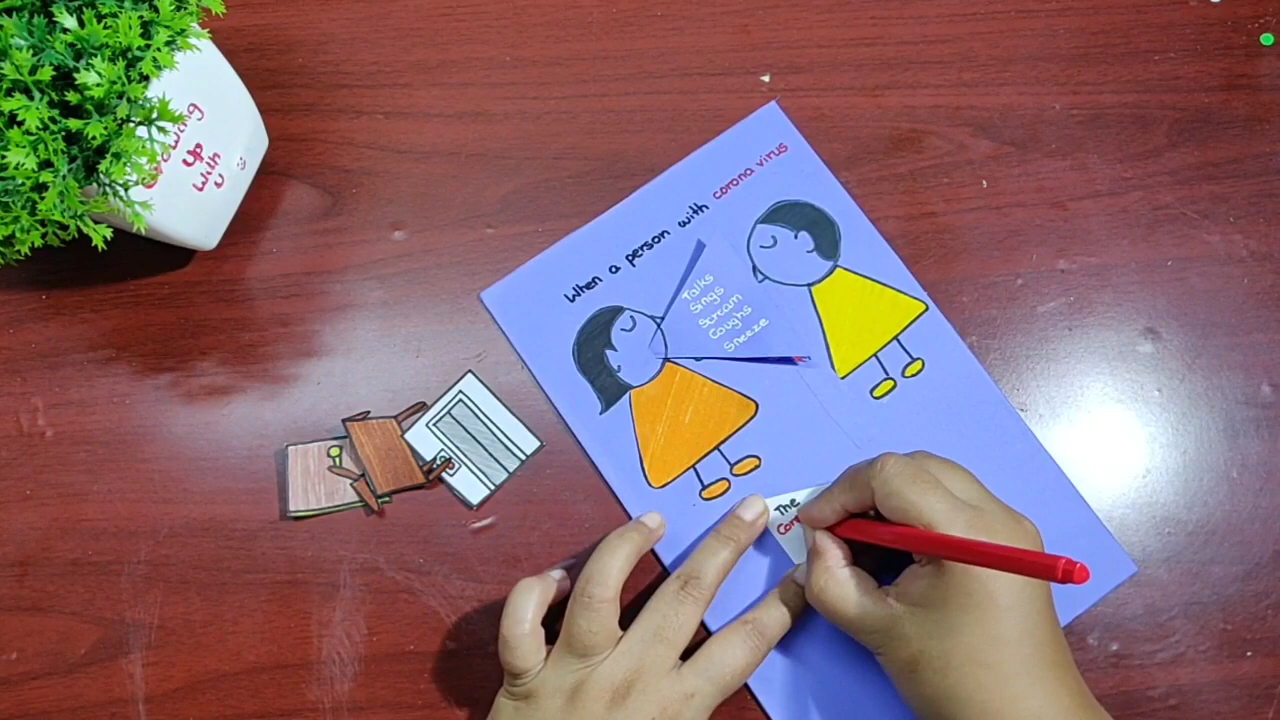 Growing
Up
With
U
When a person with corona virus
Talks
Sings
Scream
Coughs
Sneeze
The